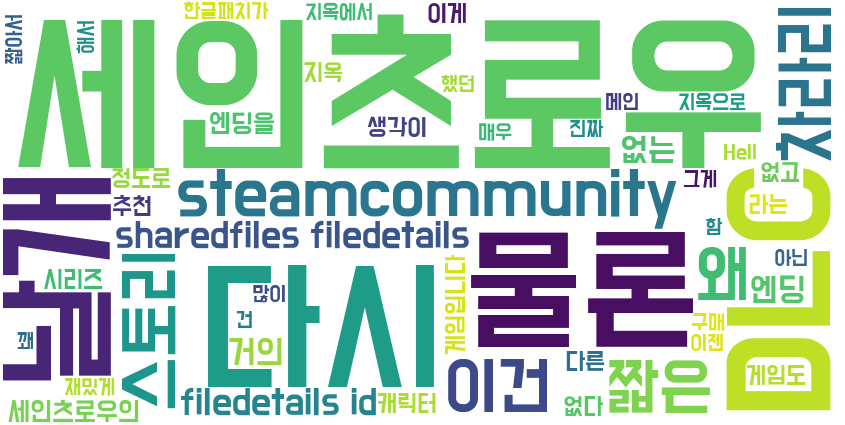 한글패치가
지옥에서
이게
짧아서
해서
세인츠로우
지옥
했던
메인
지옥으로
엔딩을
생각이
매우
진짜
없는
Hell
정도로
추천
steamcommunity
그게
없고
라는
DLC
sharedfiles filedetails
함
시리즈
스토리
다시
물론
왜
엔딩
아닌
많이
게임입니다
건
꽤
거의
이건
구매
이젠
다른
짧은
게임도
재밌게
세인츠로우의
filedetails id
캐릭터
없다